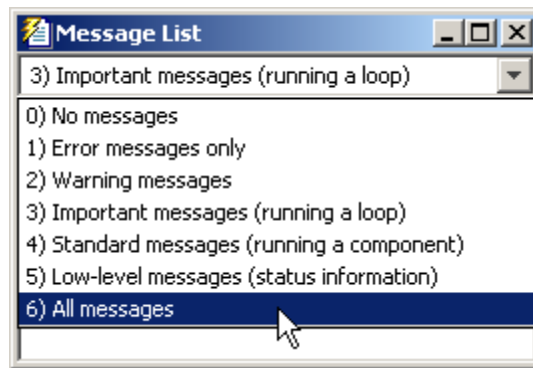 Message List
3) Important messages (running a loop)
0) No messages
1) Error messages only
2) Warning messages
3) Important messages (running a loop)
4) Standard messages (running a component)
5) Low-level messages (status information)
6) All messages